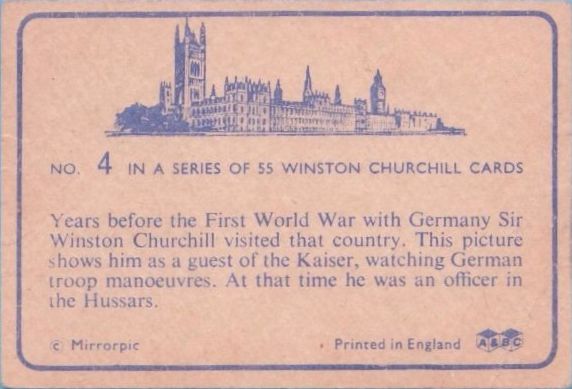 NO. 4 IN A SERIES OF 55 WINSTON CHURCHILL CARDS
Years before the First World War with Germany Sir
Winston Churchill visited that country. This picture
shows him as a guest of the Kaiser, watching German
troop manoeuvres. At that time he was an officer in
the Hussars.
© Mirrorpic
Printed in England
A&BC